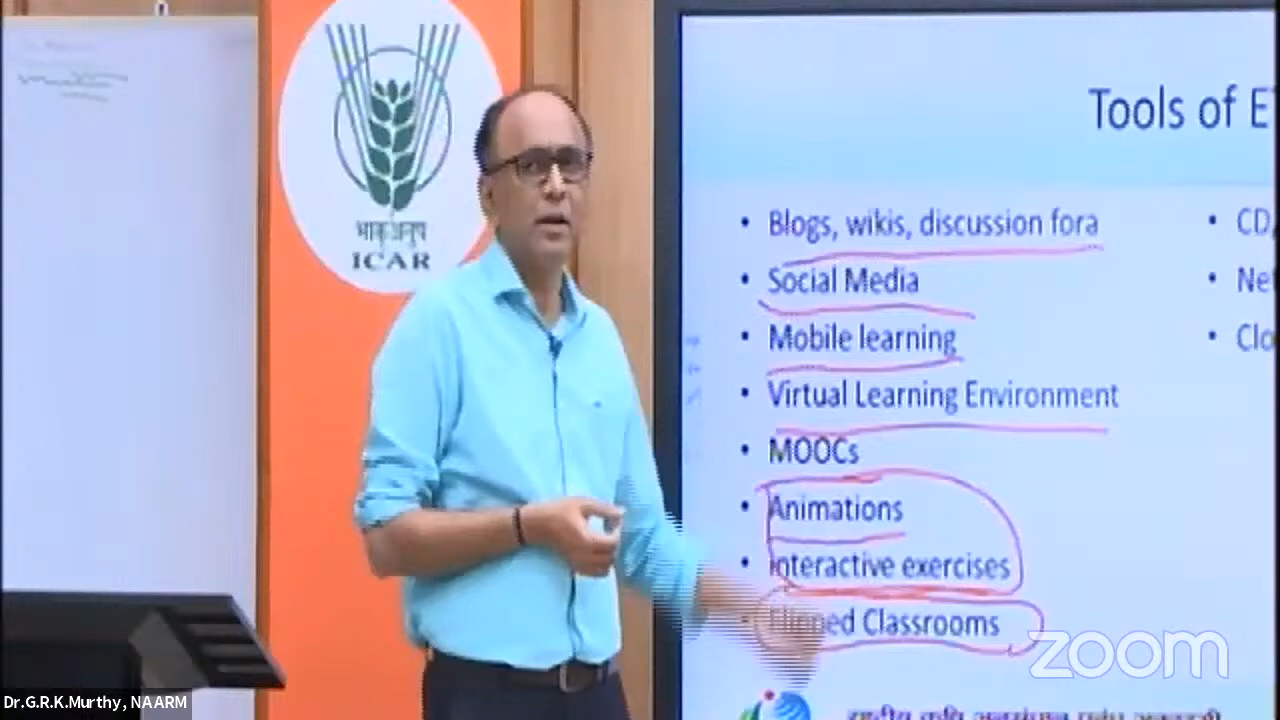 भाकृअनुप
ICAR
Tools of E
• Blogs, wikis, discussion fora
• Social Media
• Mobile learning
• Virtual Learning Environment
• MOOCs
• Animations
• Interactive exercises
• Flipped Classrooms
• CD,
• Ne
• Clo
zoom
Dr.G.R.K.Murthy, NAARM